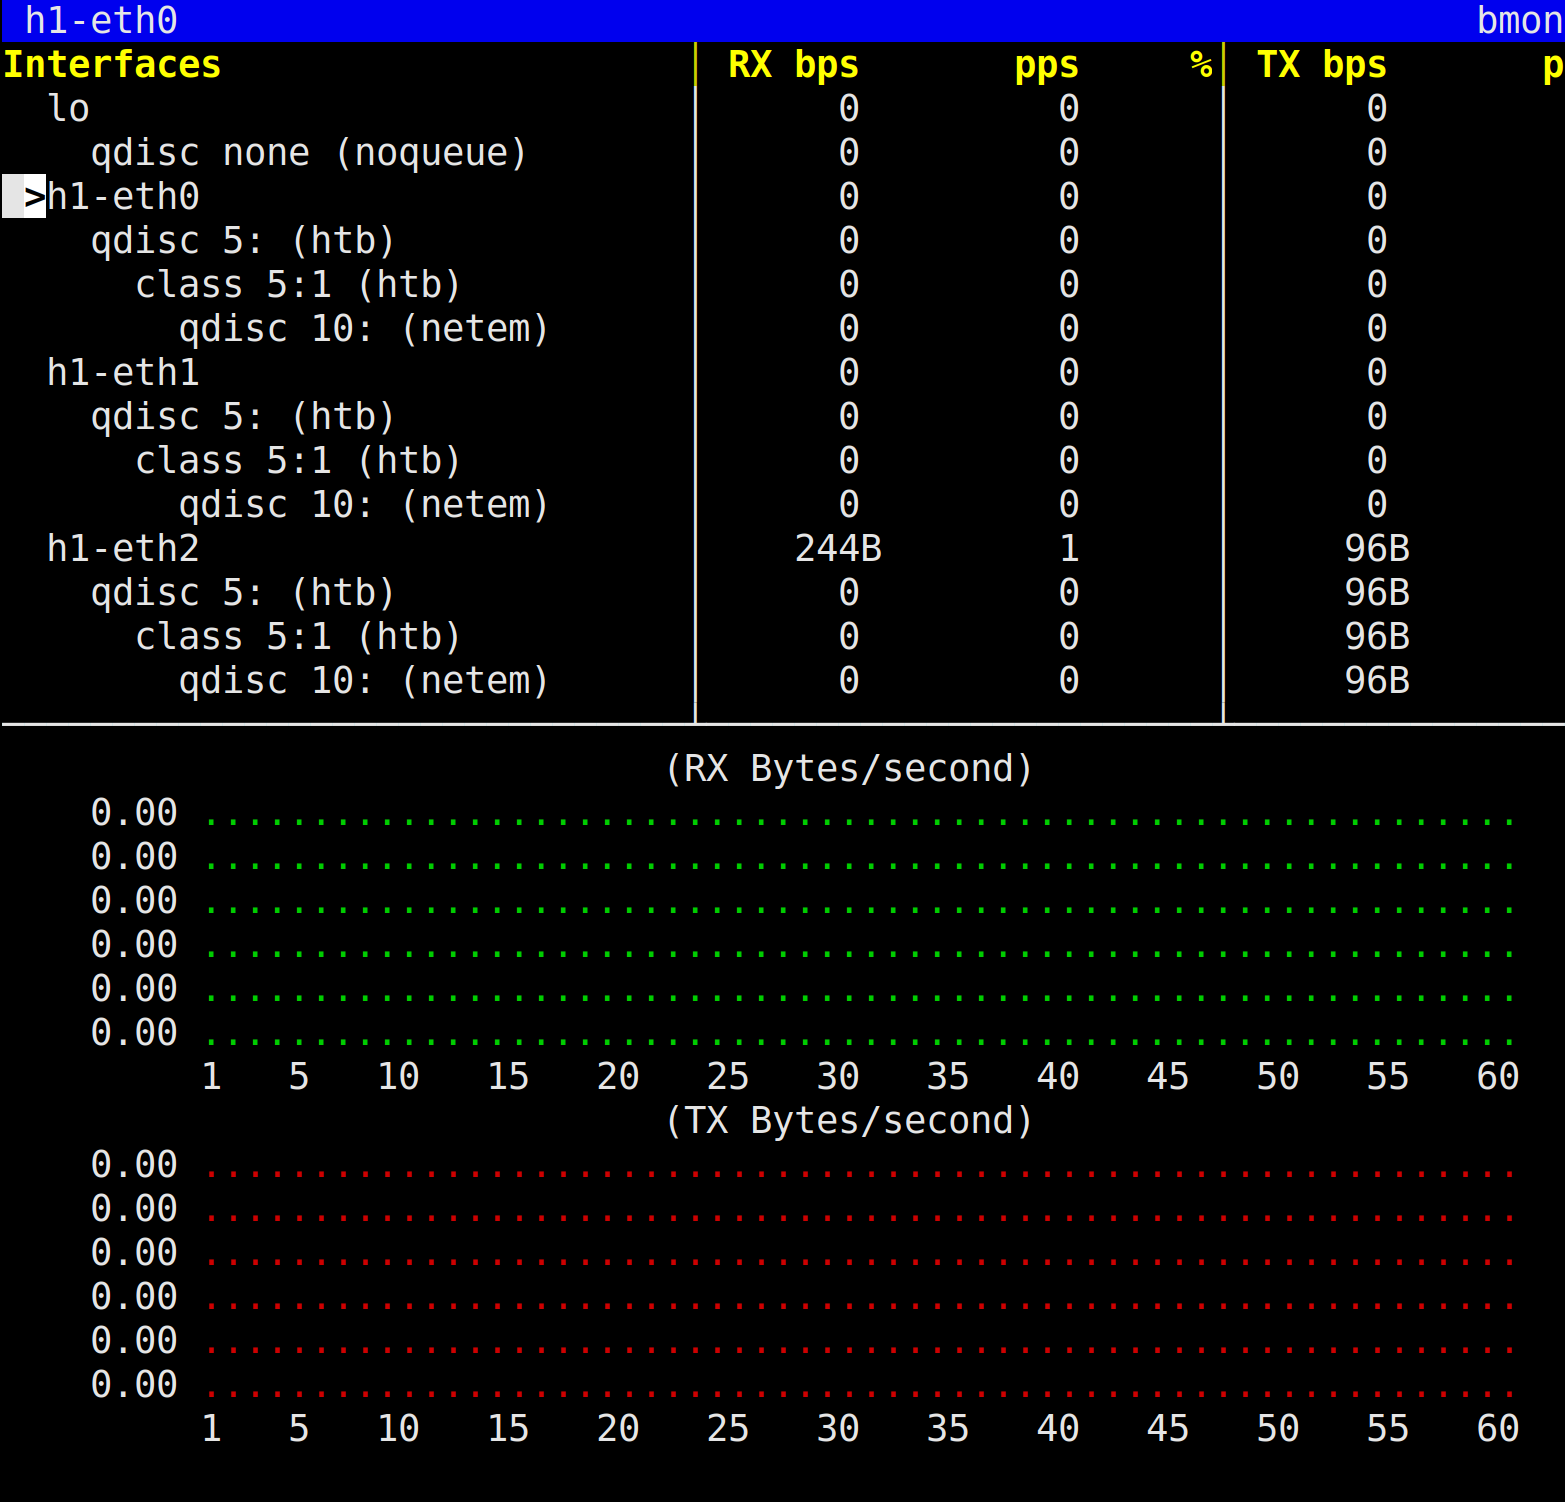 h1-eth0 bmon
Interfaces │ RX bps pps %│ TX bps p
lo │ 0 0 │ 0
qdisc none (noqueue) │ 0 0 │ 0
>h1-eth0 │ 0 0 │ 0
qdisc 5: (htb) │ 0 0 │ 0
class 5:1 (htb) │ 0 0 │ 0
qdisc 10: (netem) │ 0 0 │ 0
h1-eth1 │ 0 0 │ 0
qdisc 5: (htb) │ 0 0 │ 0
class 5:1 (htb) │ 0 0 │ 0
qdisc 10: (netem) │ 0 0 │ 0
h1-eth2 │ 244B 1 │ 96B
qdisc 5: (htb) │ 0 0 │ 96B
class 5:1 (htb) │ 0 0 │ 96B
qdisc 10: (netem) │ 0 0 │ 96B
(RX Bytes/second)
0.00 ............................................................
0.00 ............................................................
0.00 ............................................................
0.00 ............................................................
0.00 ............................................................
0.00 ............................................................
1 5 10 15 20 25 30 35 40 45 50 55 60
(TX Bytes/second)
0.00 ............................................................
0.00 ............................................................
0.00 ............................................................
0.00 ............................................................
0.00 ............................................................
0.00 ............................................................
1 5 10 15 20 25 30 35 40 45 50 55 60